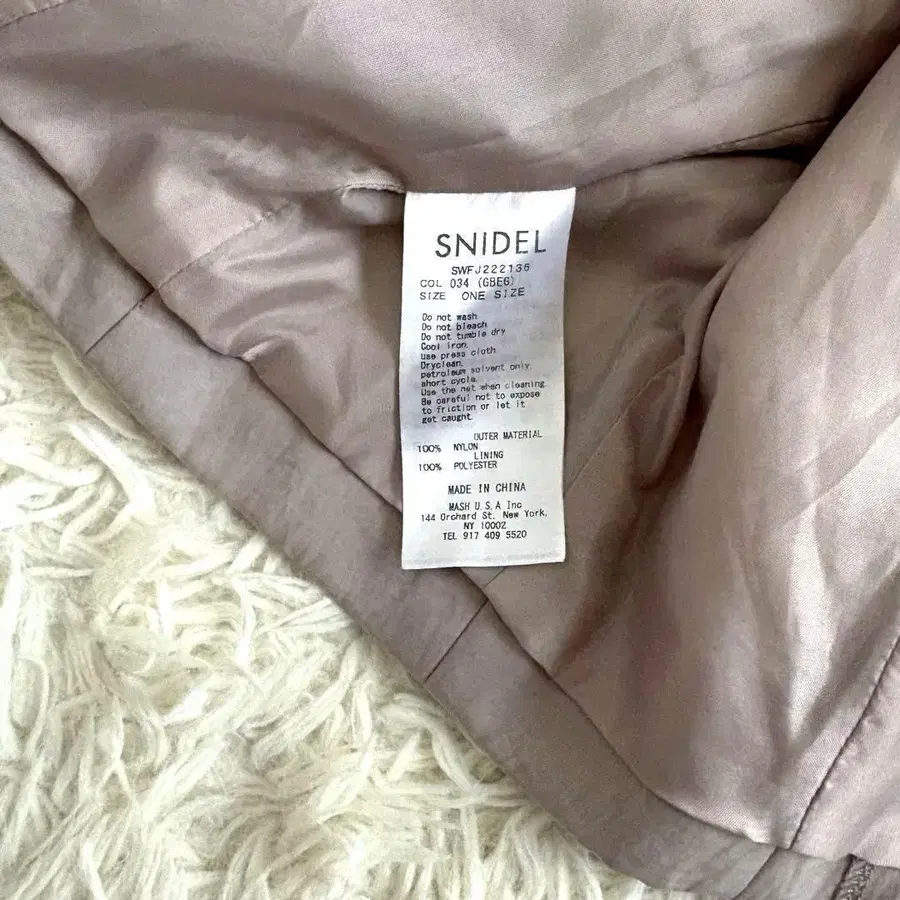 SNIDEL
SWFJ222136
COL 034 (GBEG)
SIZE ONE SIZE
Do not wash
Do not bleach
Do not tumble dry
Cool iron.
use press cloth
Dryclean.
petroleum solvent only.
short cycle.
Use the net when cleaning.
Be careful not to expose
to friction or let it
get caught.
OUTER MATERIAL
100% NYLON
LINING
100% POLYESTER
MADE IN CHINA
MASH U.S.A Inc
144 Orchard St. New York,
NY 10002
TEL 917 409 5520